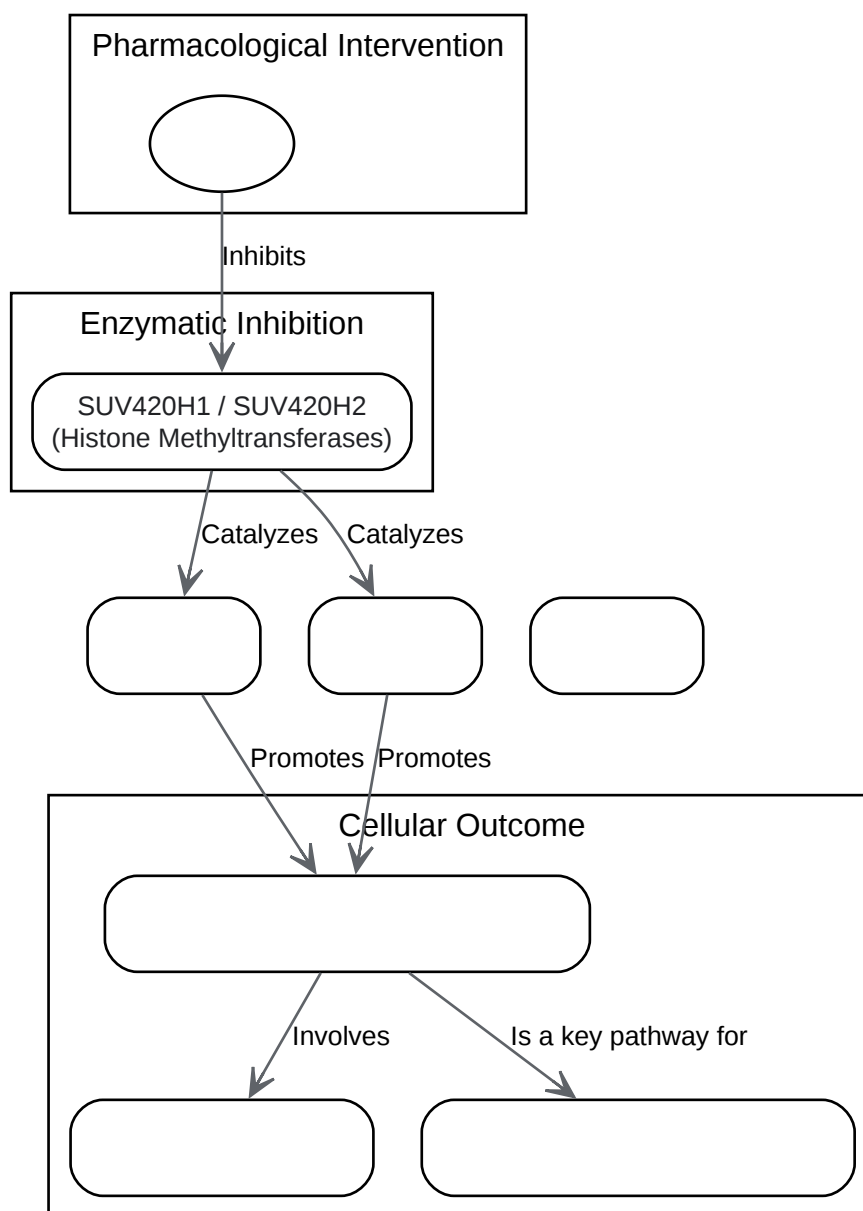 Pharmacological Intervention
Inhibits
Enzymatic Inhibition
SUV420H1 / SUV420H2
(Histone Methyltransferases)
Catalyzes
Catalyzes
Promotes
Promotes
Cellular Outcome
Involves
Is a key pathway for